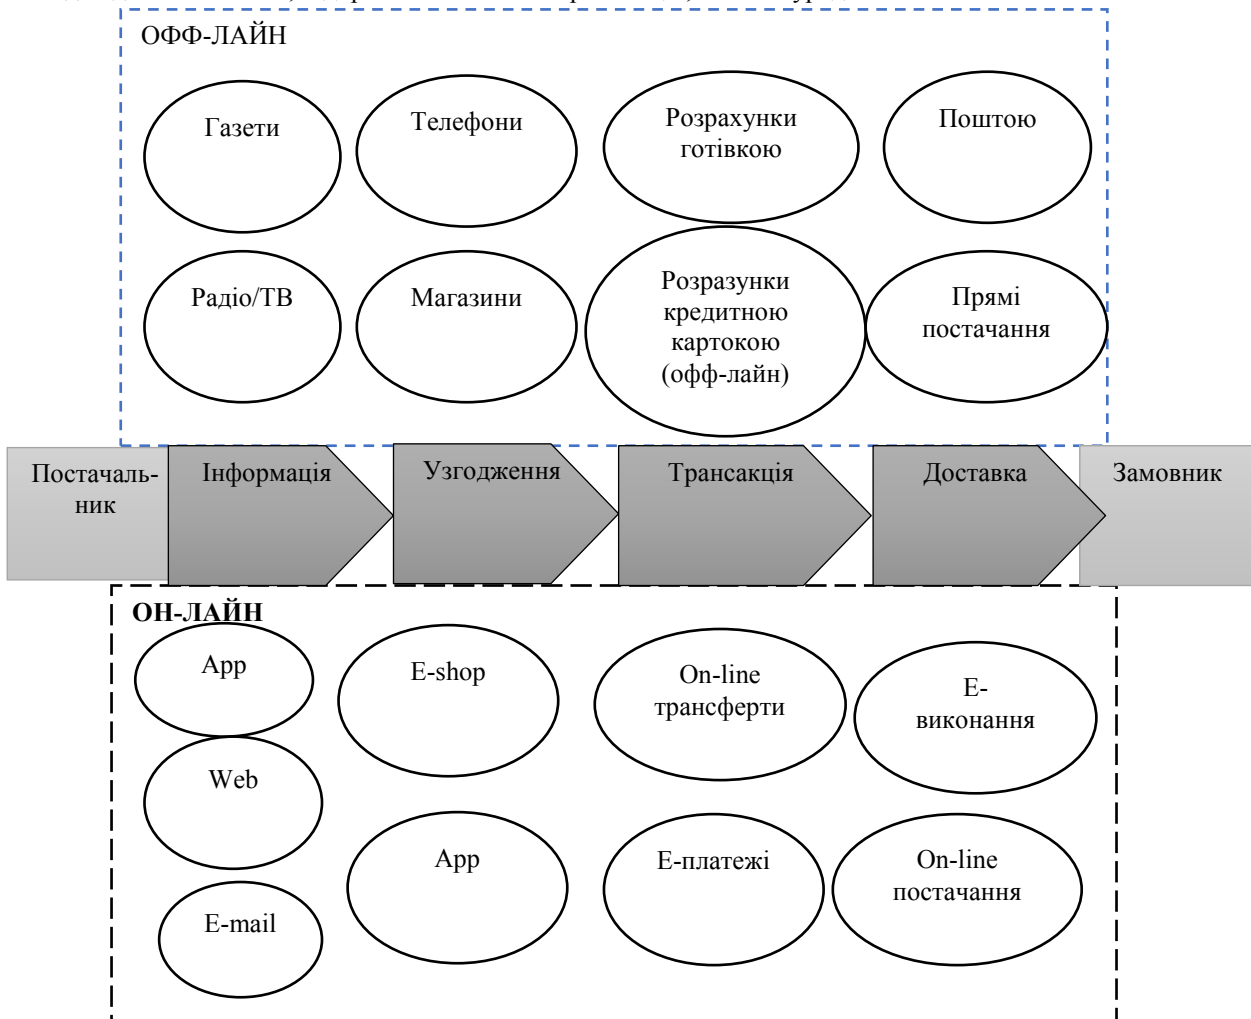 ОФФ-ЛАЙН
Газети
Телефони
Розрахунки
готівкою
Поштою
Радіо/ТВ
Магазини
Розразунки
кредитною
картокою
(офф-лайн)
Прямі
постачання
Постачаль-
ник
Інформація
Узгодження
Трансакція
Доставка
Замовник
ОН-ЛАЙН
App
E-shop
On-line
трансферти
Е-
виконання
Web
App
Е-платежі
On-line
постачання
E-mail